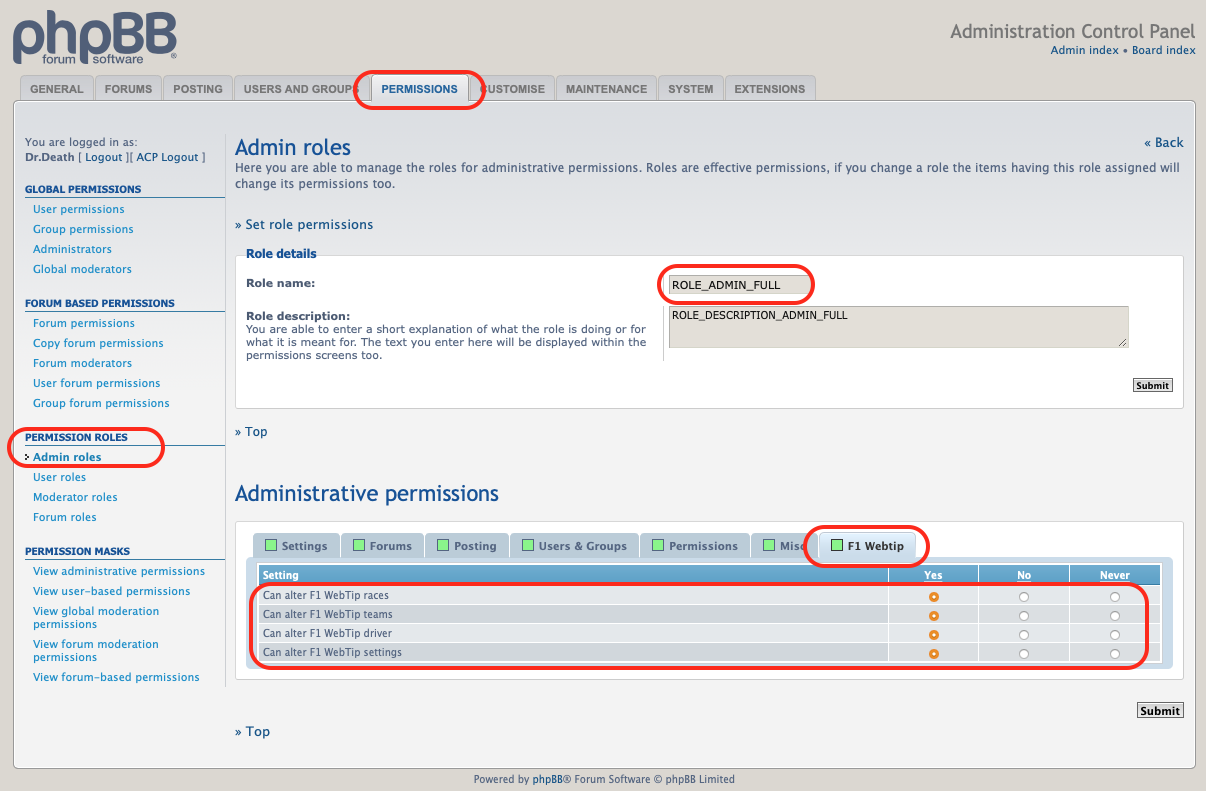 phpBB®
forum software
Administration Control Panel
Admin index • Board index
GENERAL FORUMS POSTING USERS AND GROUPS PERMISSIONS CUSTOMISE MAINTENANCE SYSTEM EXTENSIONS
You are logged in as:
Dr.Death [ Logout ][ ACP Logout ]
GLOBAL PERMISSIONS
User permissions
Group permissions
Administrators
Global moderators
FORUM BASED PERMISSIONS
Forum permissions
Copy forum permissions
Forum moderators
User forum permissions
Group forum permissions
PERMISSION ROLES
Admin roles
User roles
Moderator roles
Forum roles
PERMISSION MASKS
View administrative permissions
View user-based permissions
View global moderation
permissions
View forum moderation
permissions
View forum-based permissions
Admin roles
« Back
Here you are able to manage the roles for administrative permissions. Roles are effective permissions, if you change a role the items having this role assigned will
change its permissions too.
» Set role permissions
Role details
Role name:
ROLE_ADMIN_FULL
Role description:
You are able to enter a short explanation of what the role is doing or for
what it is meant for. The text you enter here will be displayed within the
permissions screens too.
ROLE_DESCRIPTION_ADMIN_FULL
Submit
» Top
Administrative permissions
Settings Forums Posting Users & Groups Permissions Misc F1 Webtip
Setting Yes No Never
Can alter F1 WebTip races
Can alter F1 WebTip teams
Can alter F1 WebTip driver
Can alter F1 WebTip settings
Submit
» Top
Powered by phpBB® Forum Software © phpBB Limited